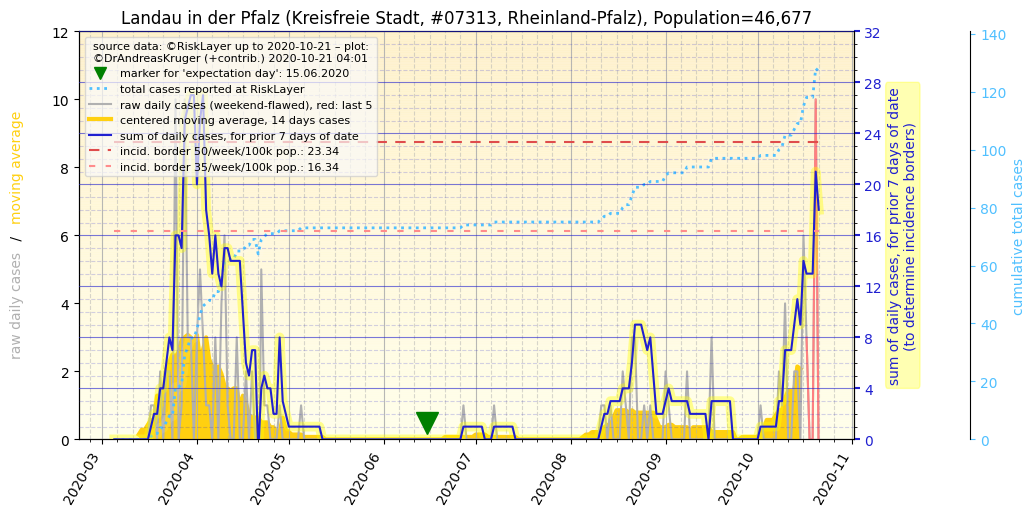 Landau in der Pfalz (Kreisfreie Stadt, #07313, Rheinland-Pfalz), Population=46,677
source data: ©RiskLayer up to 2020-10-21 – plot:
©DrAndreasKruger (+contrib.) 2020-10-21 04:01
marker for 'expectation day': 15.06.2020
total cases reported at RiskLayer
raw daily cases (weekend-flawed), red: last 5
centered moving average, 14 days cases
sum of daily cases, for prior 7 days of date
incid. border 50/week/100k pop.: 23.34
incid. border 35/week/100k pop.: 16.34
raw daily cases / moving average
12
10
8
6
4
2
0
32
28
24
20
16
12
8
4
0
sum of daily cases, for prior 7 days of date
(to determine incidence borders)
140
120
100
80
60
40
20
0
cumulative total cases
2020-03
2020-04
2020-05
2020-06
2020-07
2020-08
2020-09
2020-10
2020-11